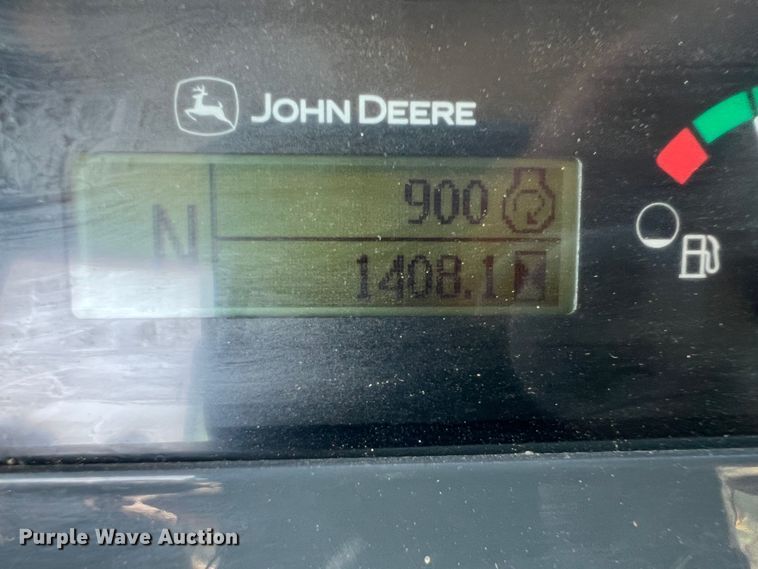 JOHN DEERE
900
N
1408.1
Purple Wave Auction